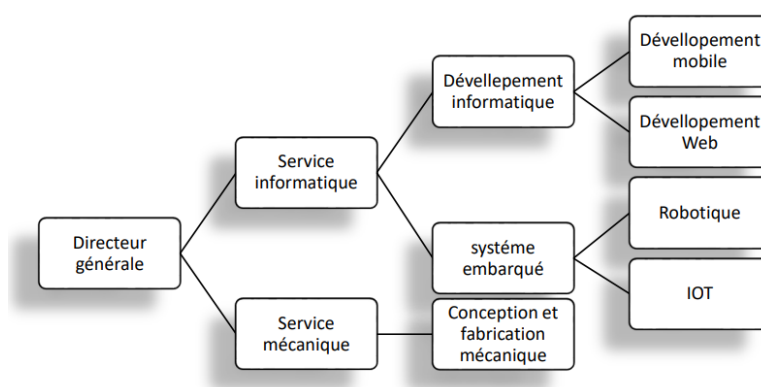 Directeur
générale
Service
informatique
Service
mécanique
Dévellepement
informatique
systéme
embarqué
Conception et
fabrication
mécanique
Dévellopement
mobile
Dévellopement
Web
Robotique
IOT